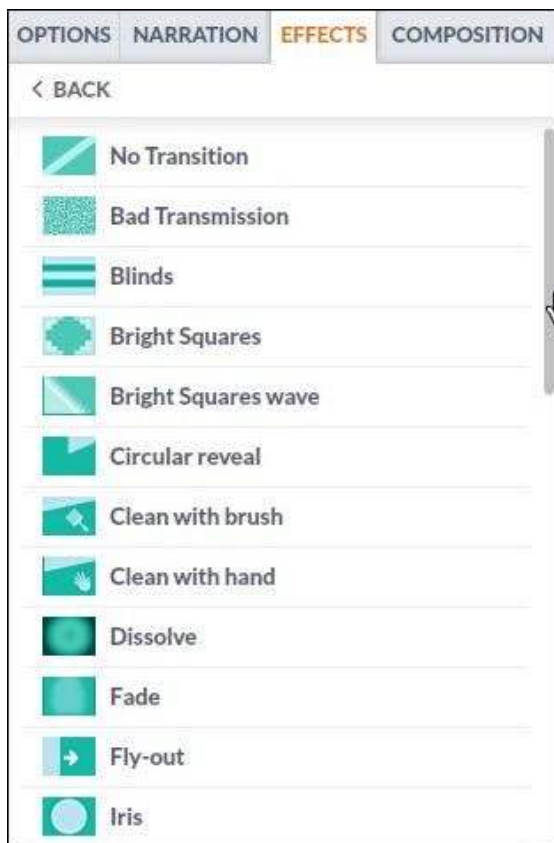 OPTIONS NARRATION EFFECTS COMPOSITION
< BACK
No Transition
Bad Transmission
Blinds
Bright Squares
Bright Squares wave
Circular reveal
Clean with brush
Clean with hand
Dissolve
Fade
Fly-out
Iris